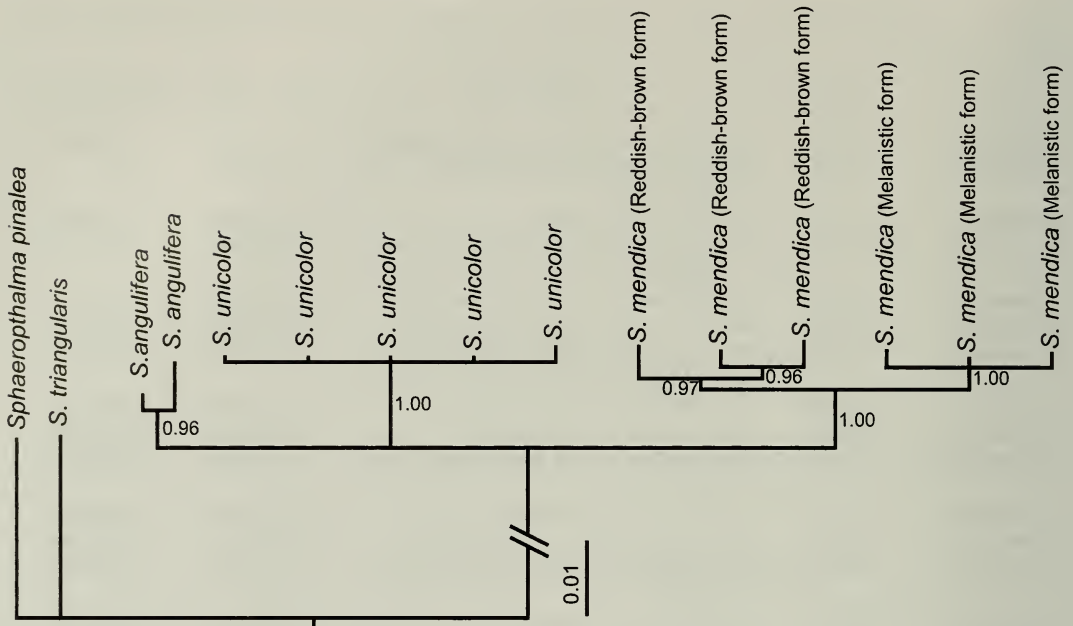 Sphaeropthalma pinalea
S. triangularis
S.angulifera
S. angulifera
S. unicolor
S. unicolor
S. unicolor
S. unicolor
S. unicolor
S. mendica (Reddish-brown form)
S. mendica (Reddish-brown form)
S. mendica (Reddish-brown form)
S. mendica (Melanistic form)
S. mendica (Melanistic form)
S. mendica (Melanistic form)
0.96
1.00
0.97
0.96
1.00
1.00
0.01